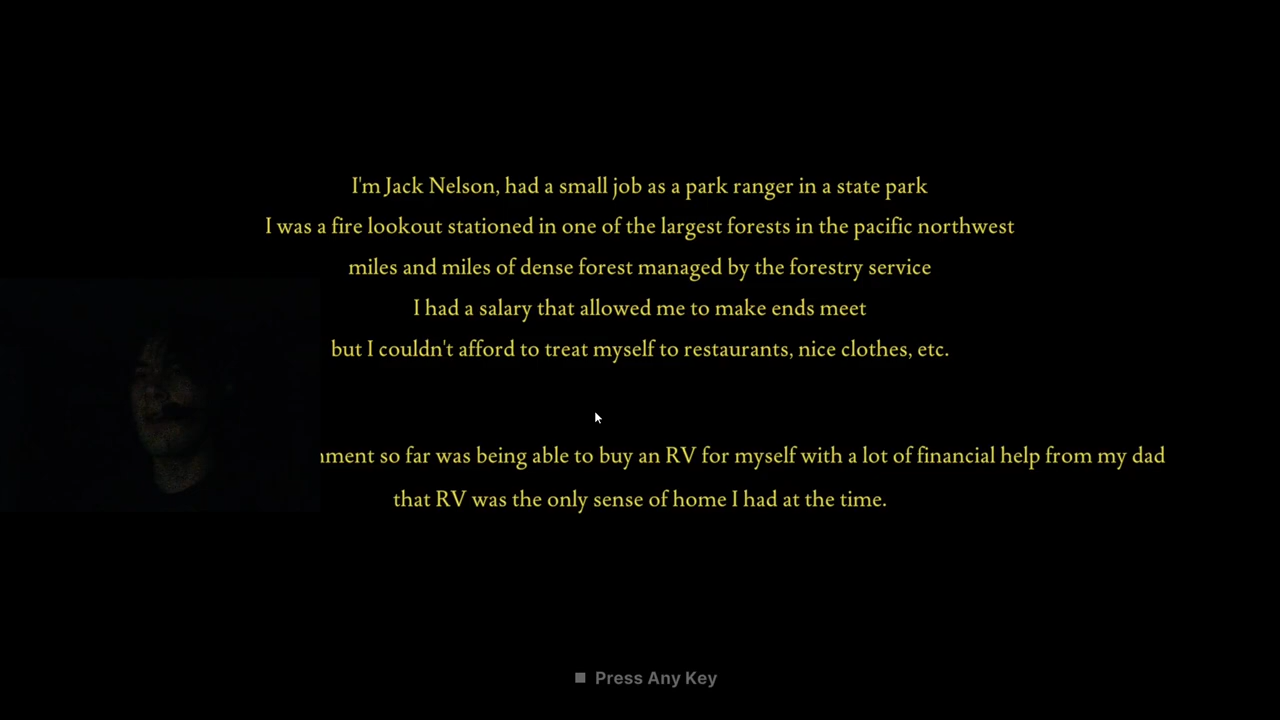 I'm Jack Nelson, had a small job as a park ranger in a state park
I was a fire lookout stationed in one of the largest forests in the pacific northwest
miles and miles of dense forest managed by the forestry service
I had a salary that allowed me to make ends meet
but I couldn't afford to treat myself to restaurants, nice clothes, etc.
so far was being able to buy an RV for myself with a lot of financial help from my dad
that RV was the only sense of home I had at the time.
Press Any Key